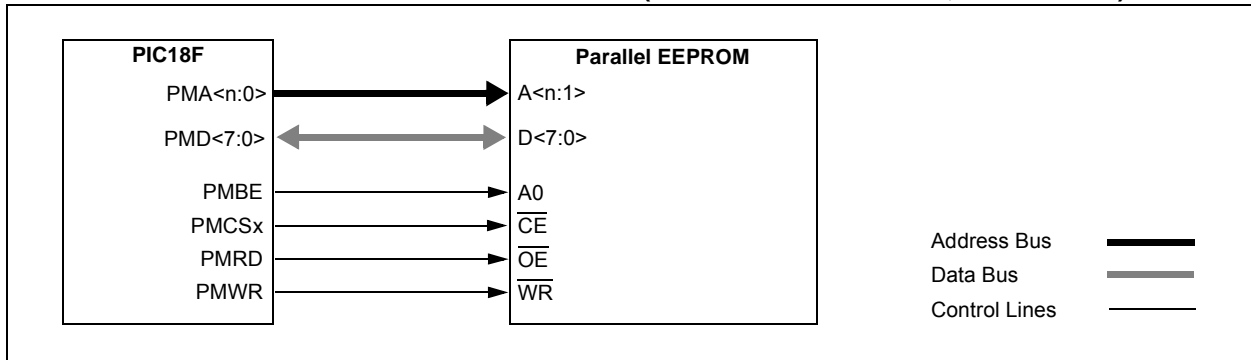 PIC18F
Parallel EEPROM
PMA<n:0>
A<n:1>
PMD<7:0>
D<7:0>
PMBE
A0
PMCSx
CE
PMRD
OE
PMWR
WR
Address Bus
Data Bus
Control Lines